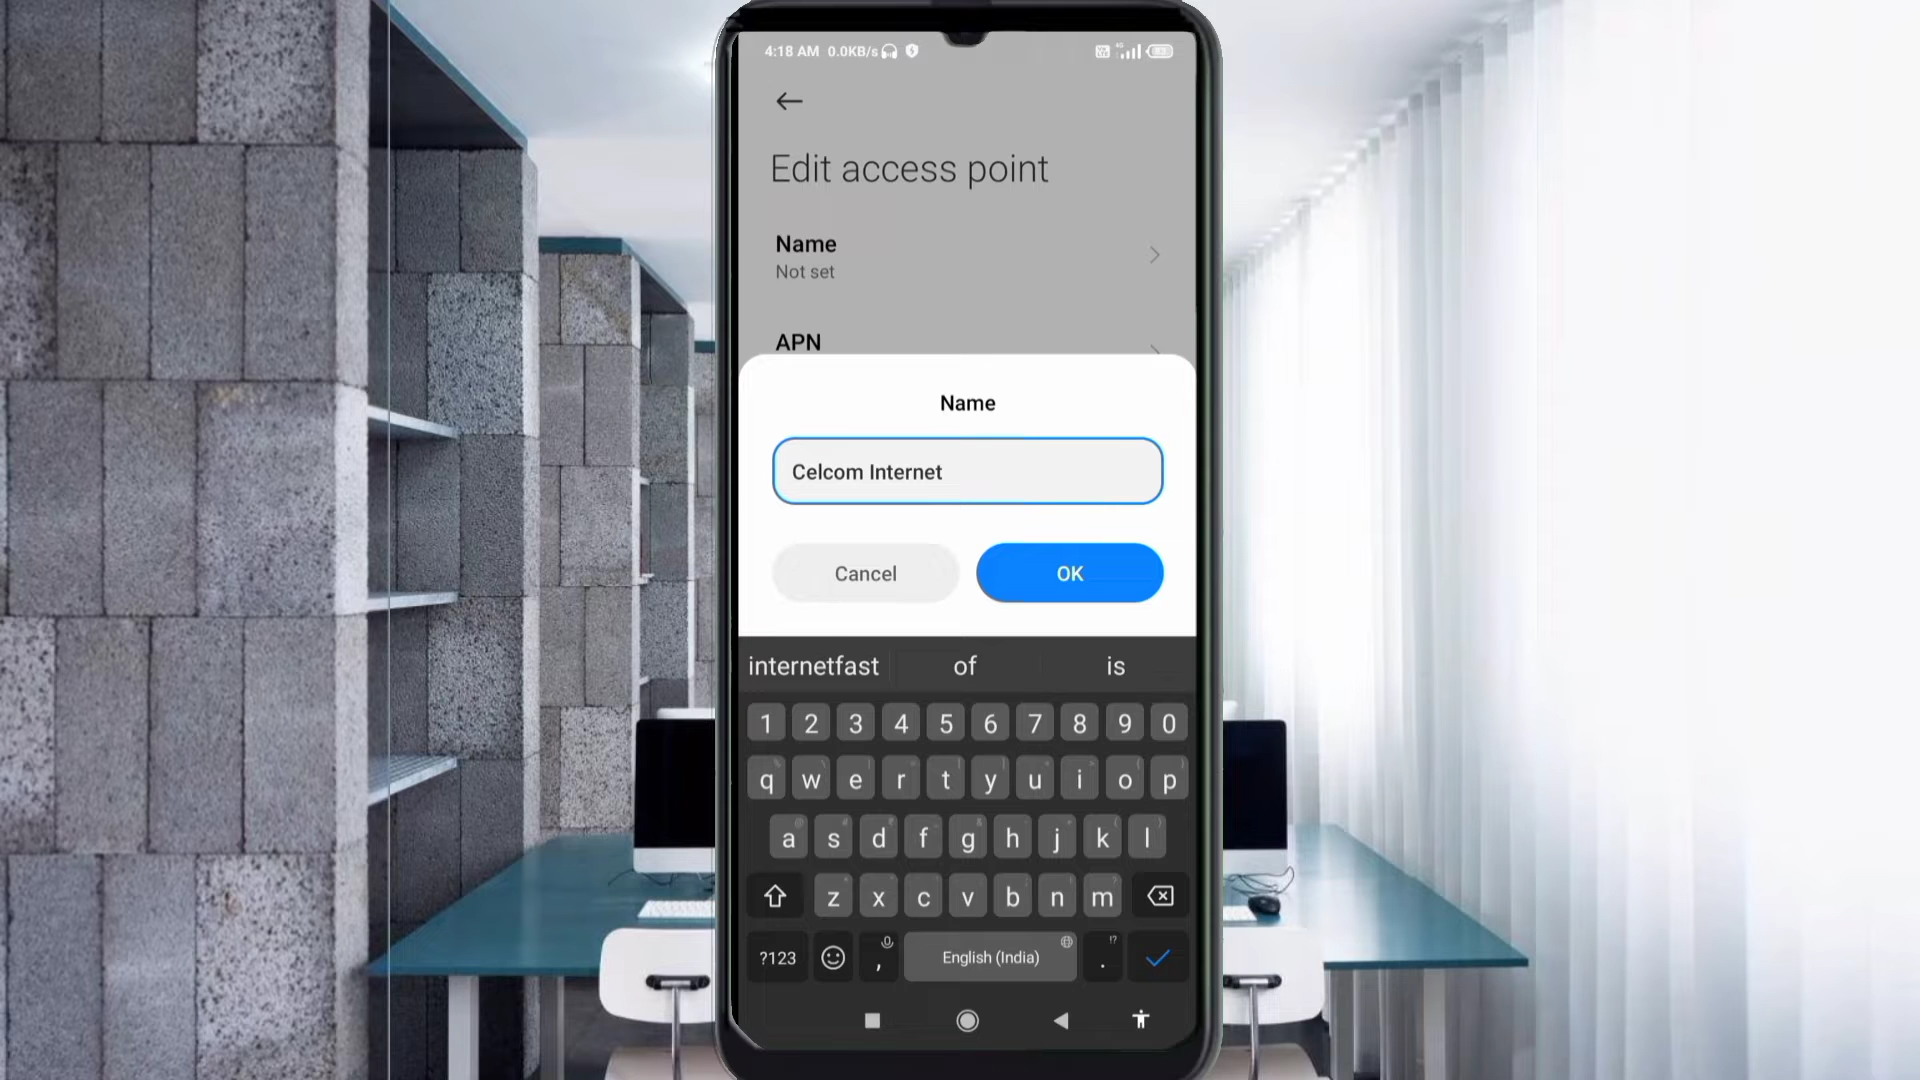 4:18 AM 0.0KB/s
Edit access point
Name
Not set
APN
Name
Celcom Internet
Cancel OK
internetfast of is
1 2 3 4 5 6 7 8 9 0
q w e r t y u i o p
a s d f g h j k l
z x c v b n m
?123 , English (India) . !?